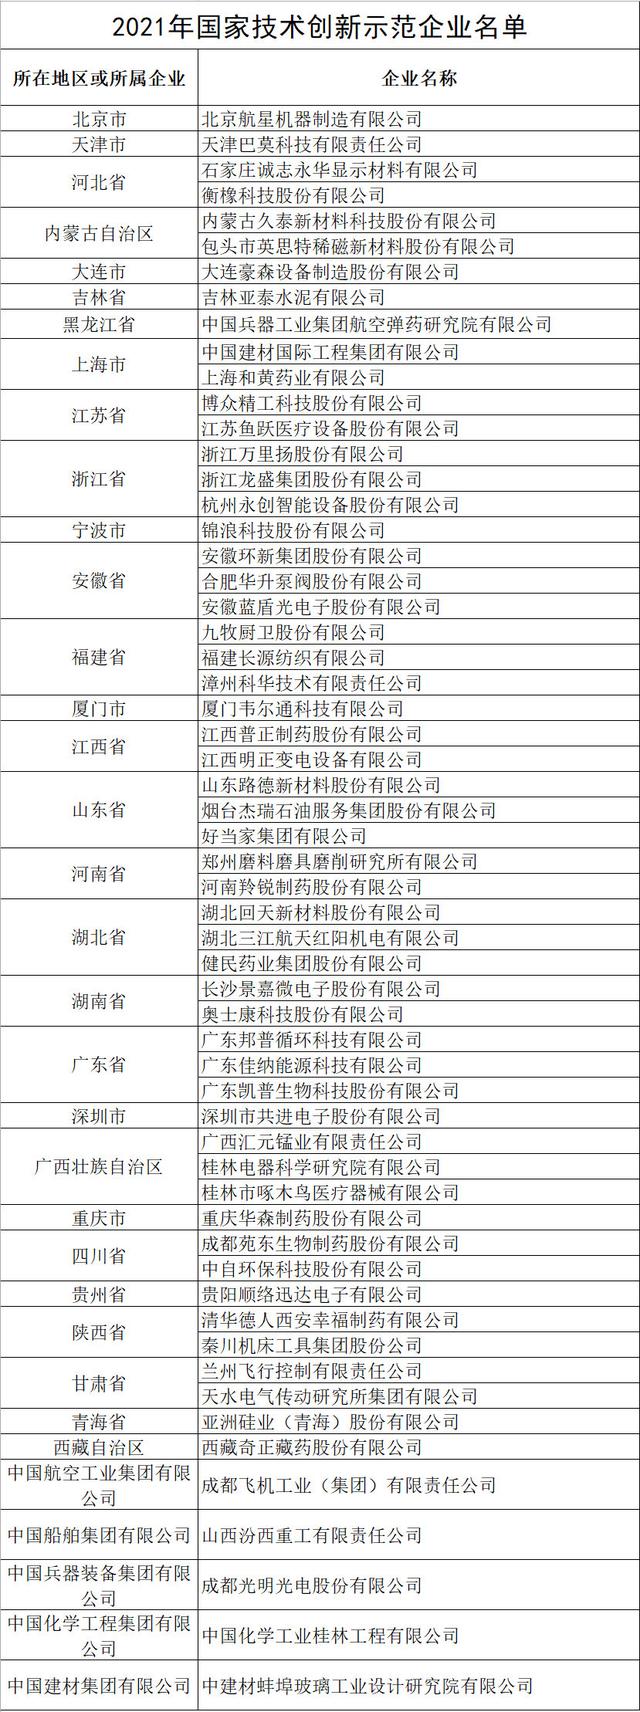 2021年国家技术创新示范企业名单
所在地区或所属企业 企业名称
北京市 北京航星机器制造有限公司
天津市 天津巴莫科技有限责任公司
河北省 石家庄诚志永华显示材料有限公司
衡橡科技股份有限公司
内蒙古自治区 内蒙古久泰新材料科技股份有限公司
包头市英思特稀磁新材料股份有限公司
大连市 大连豪森设备制造股份有限公司
吉林省 吉林亚泰水泥有限公司
黑龙江省 中国兵器工业集团航空弹药研究院有限公司
上海市 中国建材国际工程集团有限公司
上海和黄药业有限公司
江苏省 博众精工科技股份有限公司
江苏鱼跃医疗设备股份有限公司
浙江省 浙江万里扬股份有限公司
浙江龙盛集团股份有限公司
杭州永创智能设备股份有限公司
宁波市 锦浪科技股份有限公司
安徽省 安徽环新集团股份有限公司
合肥华升泵阀股份有限公司
安徽蓝盾光电子股份有限公司
福建省 九牧厨卫股份有限公司
福建长源纺织有限公司
漳州科华技术有限责任公司
厦门市 厦门韦尔通科技有限公司
江西省 江西普正制药股份有限公司
江西明正变电设备有限公司
山东省 山东路德新材料股份有限公司
烟台杰瑞石油服务集团股份有限公司
好当家集团有限公司
河南省 郑州磨料磨具磨削研究所有限公司
河南羚锐制药股份有限公司
湖北省 湖北回天新材料股份有限公司
湖北三江航天红阳机电有限公司
健民药业集团股份有限公司
湖南省 长沙景嘉微电子股份有限公司
奥士康科技股份有限公司
广东省 广东邦普循环科技有限公司
广东佳纳能源科技有限公司
广东凯普生物科技股份有限公司
深圳市 深圳市共进电子股份有限公司
广西壮族自治区 广西汇元锰业有限责任公司
桂林电器科学研究院有限公司
桂林市啄木鸟医疗器械有限公司
重庆市 重庆华森制药股份有限公司
四川省 成都苑东生物制药股份有限公司
中自环保科技股份有限公司
贵州省 贵阳顺络迅达电子有限公司
陕西省 清华德人西安幸福制药有限公司
秦川机床工具集团股份公司
甘肃省 兰州飞行控制有限责任公司
天水电气传动研究所集团有限公司
青海省 亚洲硅业（青海）股份有限公司
西藏自治区 西藏奇正藏药股份有限公司
中国航空工业集团有限公司 成都飞机工业（集团）有限责任公司
中国船舶集团有限公司 山西汾西重工有限责任公司
中国兵器装备集团有限公司 成都光明光电股份有限公司
中国化学工程集团有限公司 中国化学工业桂林工程有限公司
中国建材集团有限公司 中建材蚌埠玻璃工业设计研究院有限公司